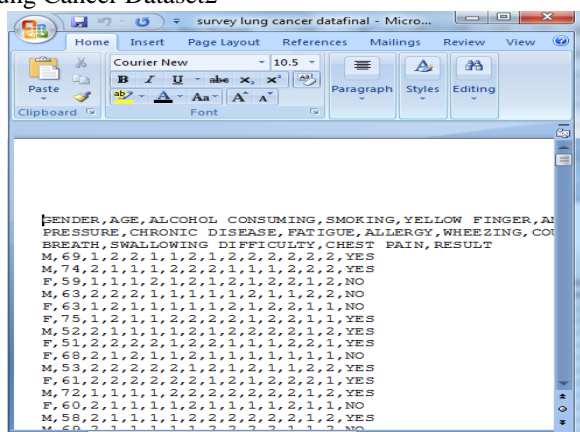 ung Cancer Dataset2
survey lung cancer datafinal - Micro...
Home Insert Page Layout References Mailings Review View
Courier New 10.5
B I U abe x₂ x²
Aa A A
Paste Paragraph Styles Editing
Clipboard Font
GENDER,AGE,ALCOHOL CONSUMING,SMOKING,YELLOW FINGER,
PRESSURE,CHRONIC DISEASE,FATIGUE,ALLERGY,WHEEZING,
BREATH,SWALLOWING DIFFICULTY,CHEST PAIN,RESULT
M,69,1,2,2,1,1,2,1,2,2,2,2,2,2,YES
M,74,2,1,1,1,2,2,2,1,1,1,2,2,2,YES
F,59,1,1,1,2,1,2,1,2,1,2,2,1,2,NO
M,63,2,2,2,1,1,1,1,1,2,1,1,2,2,NO
F,63,1,2,1,1,1,1,1,2,1,2,2,1,1,NO
F,75,1,2,1,1,2,2,2,2,1,2,2,1,1,YES
M,52,2,1,1,1,1,2,1,2,2,2,2,1,2,YES
F,51,2,2,2,2,1,2,2,1,1,1,2,2,1,YES
F,68,2,1,2,1,1,2,1,1,1,1,1,1,1,NO
M,53,2,2,2,2,2,1,2,1,2,1,1,2,2,YES
F,61,2,2,2,2,2,2,1,2,1,2,2,2,1,YES
M,72,1,1,1,1,2,2,2,2,2,2,2,1,2,YES
F,60,2,1,1,1,1,2,1,1,1,1,2,1,1,NO
M,58,2,1,1,1,1,2,2,2,2,2,2,1,2,YES